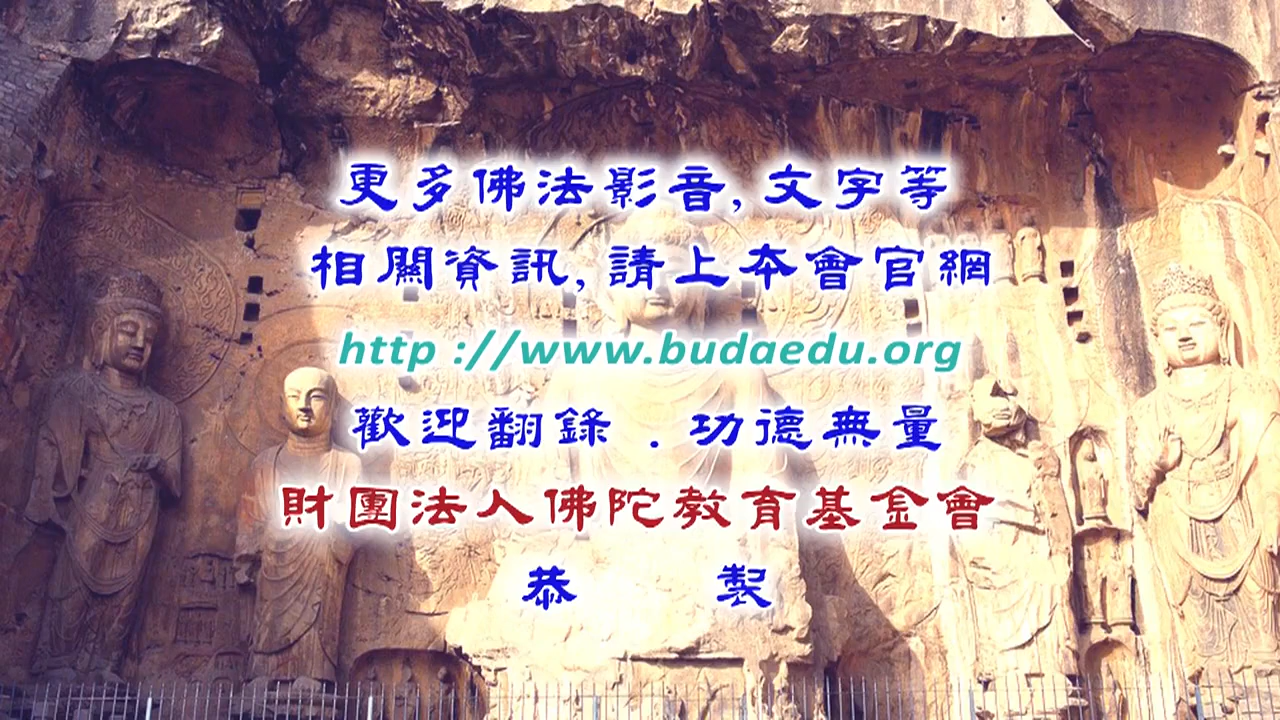 更多佛法影音,文字等
相關資訊,請上本會官網
http ://www.budaedu.org
歡迎翻錄 . 功德無量
財團法人佛陀教育基金會
恭 製